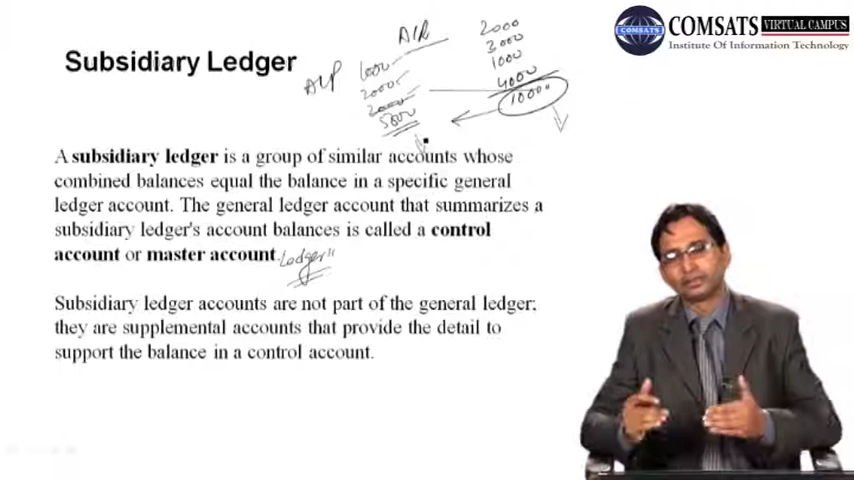 COMSATS VIRTUAL CAMPUS
COMSATS
Institute Of Information Technology
Subsidiary Ledger
A/R
A/P
1000
2000
2000
5000
2000
3000
1000
4000
10000
A subsidiary ledger is a group of similar accounts whose
combined balances equal the balance in a specific general
ledger account. The general ledger account that summarizes a
subsidiary ledger's account balances is called a control
account or master account.
Ledger"
Subsidiary ledger accounts are not part of the general ledger;
they are supplemental accounts that provide the detail to
support the balance in a control account.